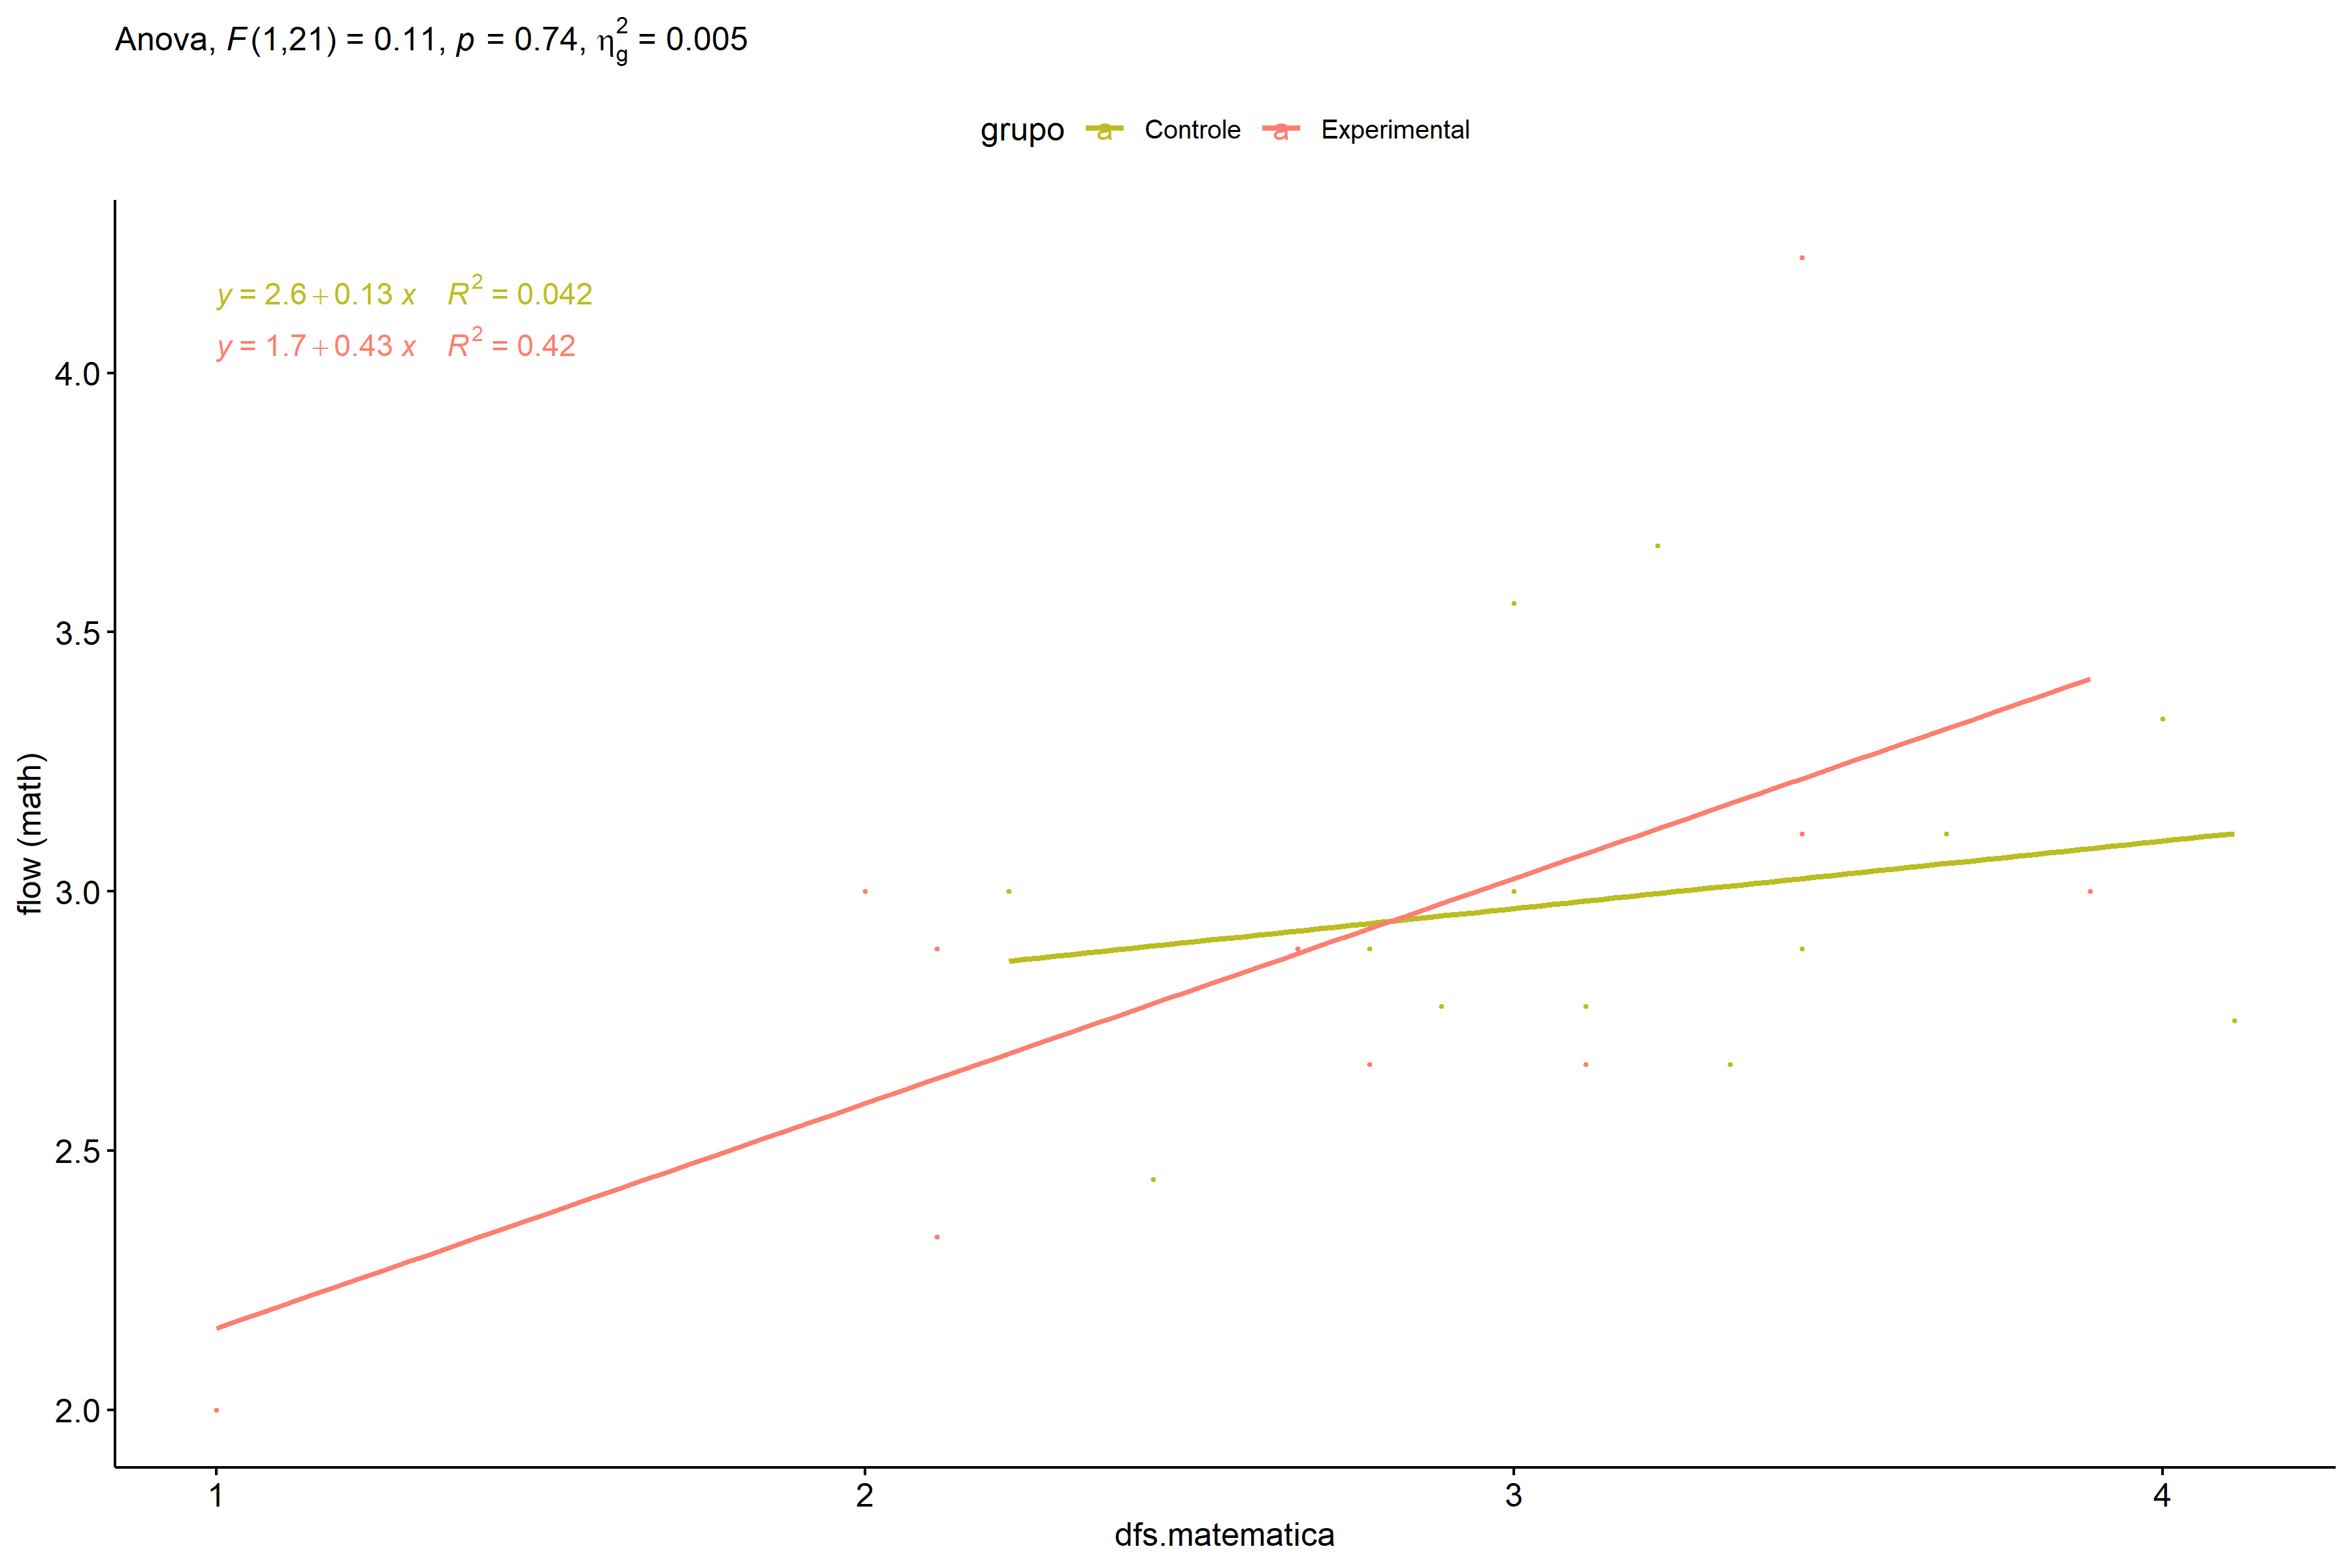 Anova, F(1,21) = 0.11, p = 0.74, η²g = 0.005
grupo a Controle a Experimental
y = 2.6 + 0.13 x R² = 0.042
y = 1.7 + 0.43 x R² = 0.42
4.0
3.5
3.0
2.5
2.0
flow (math)
1 2 3 4
dfs.matematica